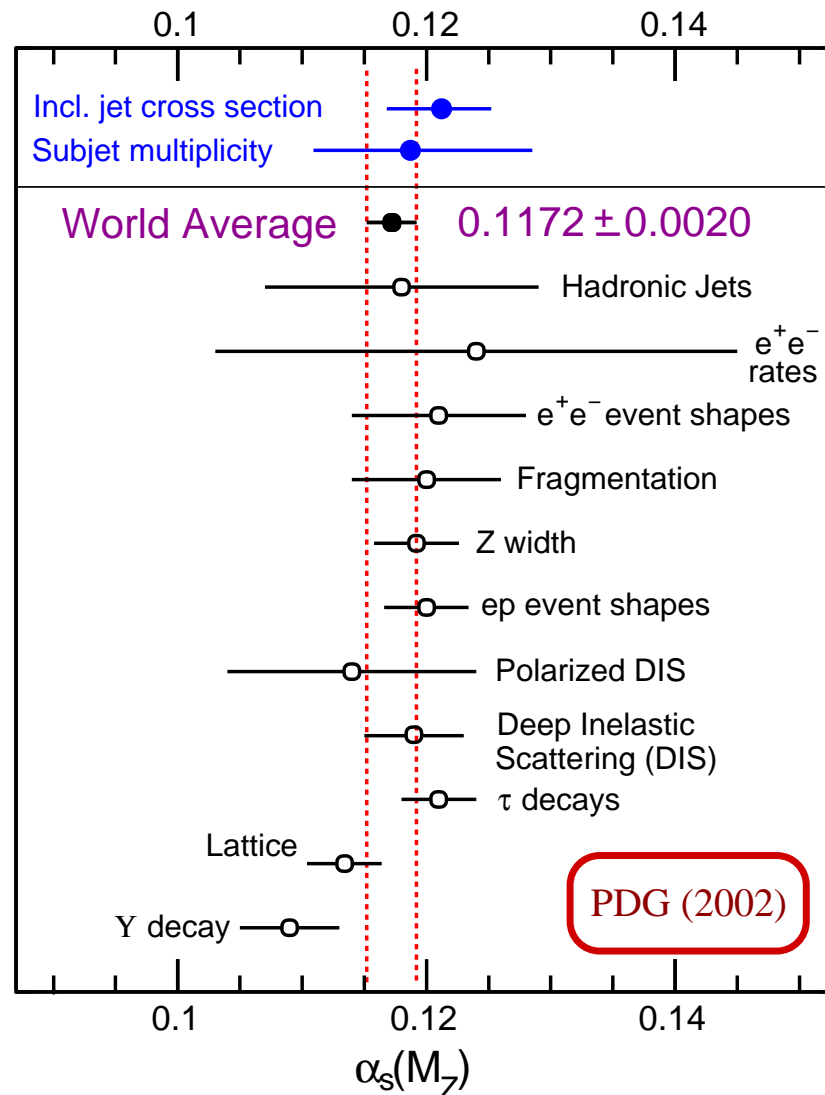 0.1 0.12 0.14
Incl. jet cross section
Subjet multiplicity
World Average 0.1172 ± 0.0020
Hadronic Jets
e⁺e⁻
rates
e⁺e⁻ event shapes
Fragmentation
Z width
ep event shapes
Polarized DIS
Deep Inelastic
Scattering (DIS)
τ decays
Lattice
PDG (2002)
Υ decay
0.1 0.12 0.14
αₛ(M_Z)